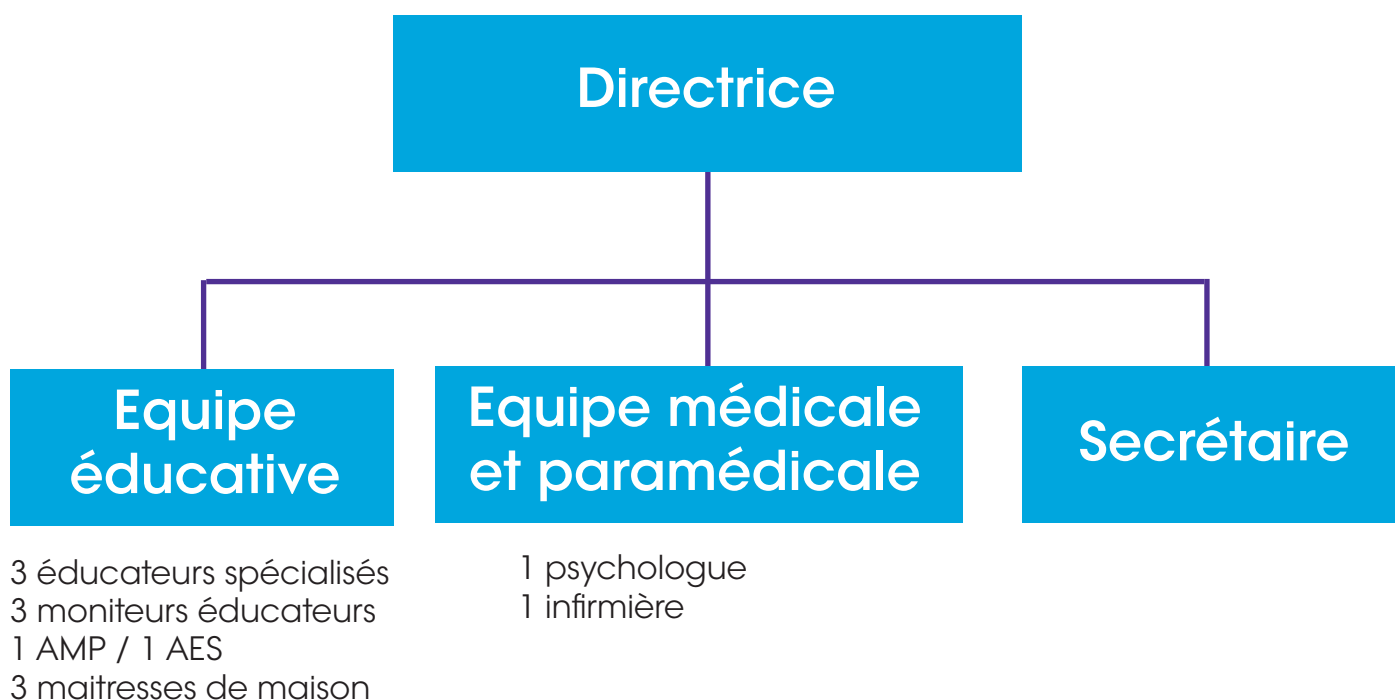 Directrice
Equipe
éducative
Equipe médicale
et paramédicale
Secrétaire
3 éducateurs spécialisés
3 moniteurs éducateurs
1 AMP / 1 AES
3 maitresses de maison
1 psychologue
1 infirmière